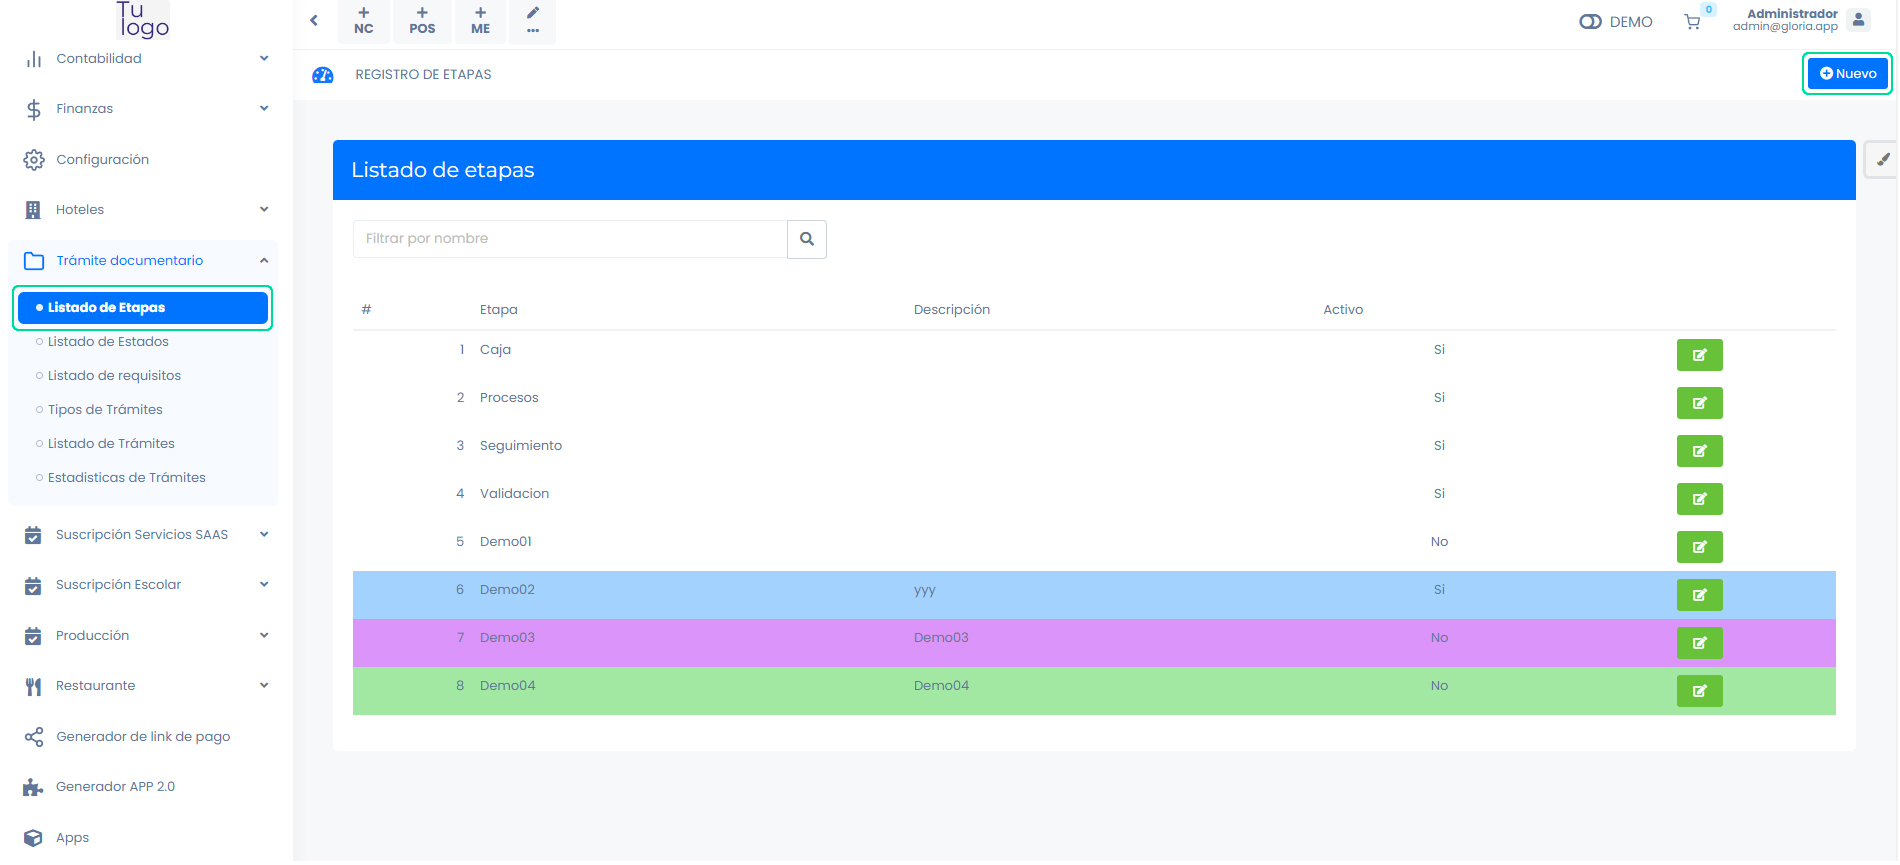 Tu
logo
Contabilidad
Finanzas
Configuración
Hoteles
Trámite documentario
Listado de Etapas
Listado de Estados
Listado de requisitos
Tipos de Trámites
Listado de Trámites
Estadisticas de Trámites
Suscripción Servicios SAAS
Suscripción Escolar
Producción
Restaurante
Generador de link de pago
Generador APP 2.0
Apps
+ + +
NC POS ME ...
DEMO
0
Administrador
admin@gloria.app
REGISTRO DE ETAPAS
Nuevo
Listado de etapas
Filtrar por nombre
# Etapa Descripción Activo
1 Caja Si
2 Procesos Si
3 Seguimiento Si
4 Validacion Si
5 Demo01 No
6 Demo02 yyy Si
7 Demo03 Demo03 No
8 Demo04 Demo04 No